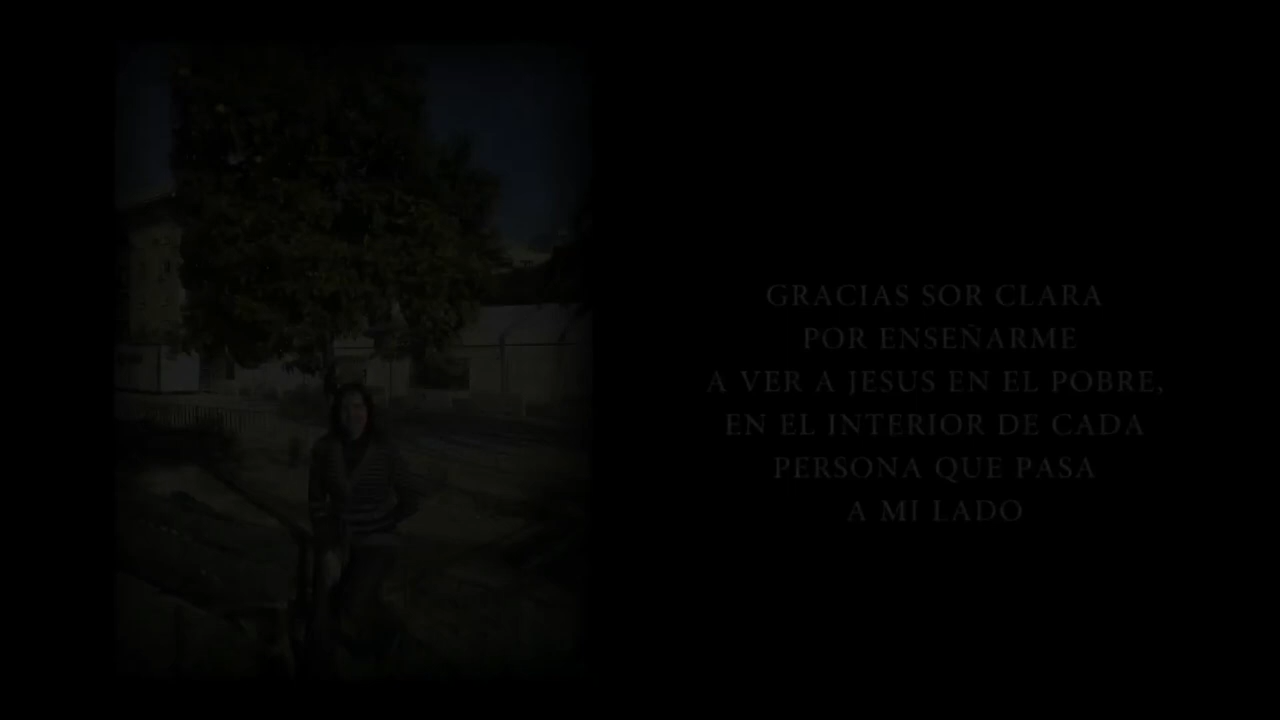 GRACIAS SOR CLARA
POR ENSEÑARME
A VER A JESUS EN EL POBRE,
EN EL INTERIOR DE CADA
PERSONA QUE PASA
A MI LADO